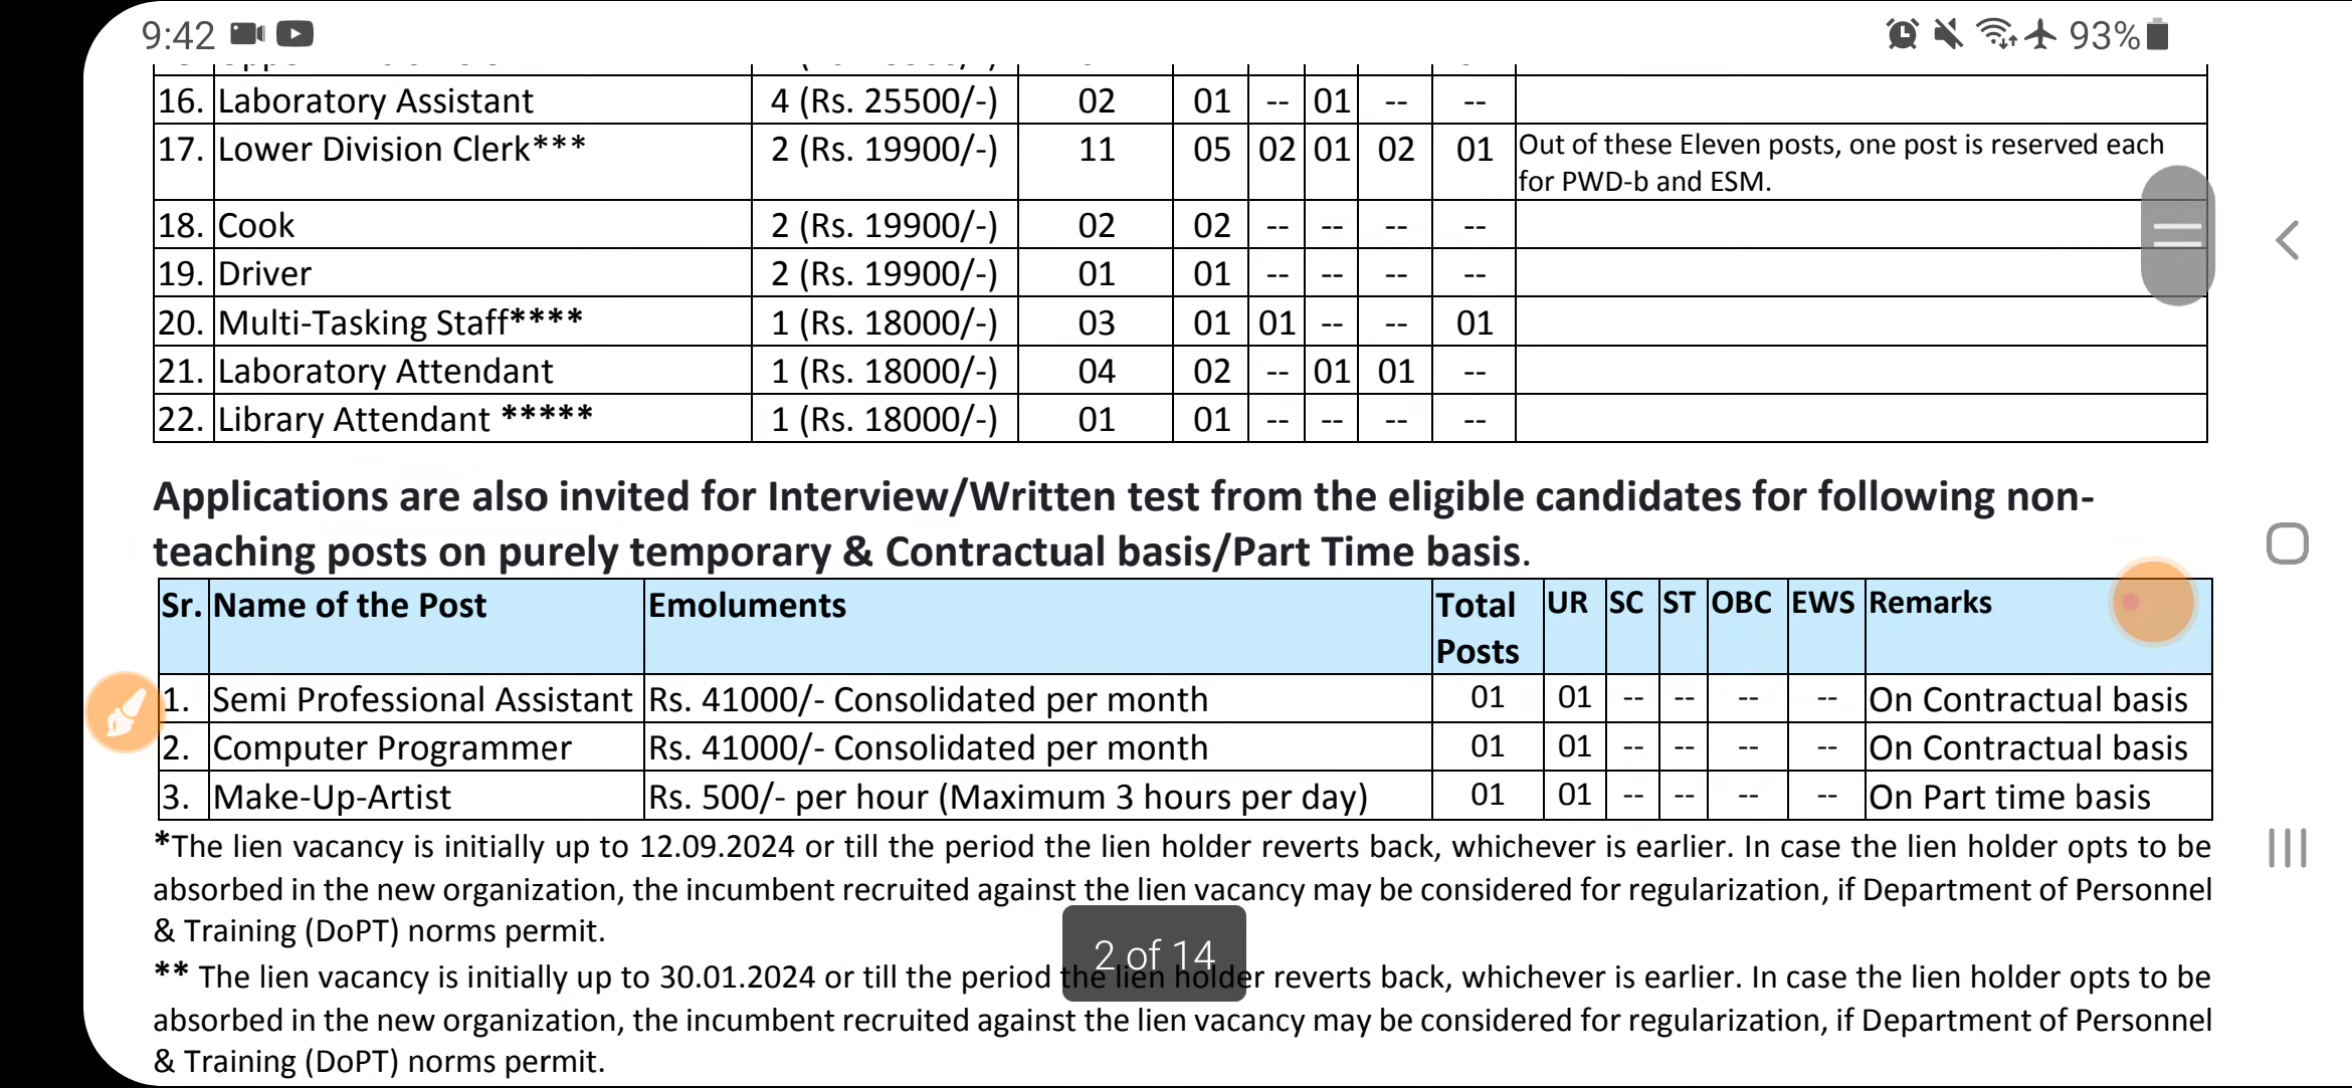 9:42
93%
16. Laboratory Assistant 4 (Rs. 25500/-) 02 01 -- 01 -- --
17. Lower Division Clerk*** 2 (Rs. 19900/-) 11 05 02 01 02 01 Out of these Eleven posts, one post is reserved each
for PWD-b and ESM.
18. Cook 2 (Rs. 19900/-) 02 02 -- -- -- --
19. Driver 2 (Rs. 19900/-) 01 01 -- -- -- --
20. Multi-Tasking Staff**** 1 (Rs. 18000/-) 03 01 01 -- -- 01
21. Laboratory Attendant 1 (Rs. 18000/-) 04 02 -- 01 01 --
22. Library Attendant ***** 1 (Rs. 18000/-) 01 01 -- -- -- --
Applications are also invited for Interview/Written test from the eligible candidates for following non-
teaching posts on purely temporary & Contractual basis/Part Time basis.
Sr. Name of the Post Emoluments Total UR SC ST OBC EWS Remarks
Posts
1. Semi Professional Assistant Rs. 41000/- Consolidated per month 01 01 -- -- -- -- On Contractual basis
2. Computer Programmer Rs. 41000/- Consolidated per month 01 01 -- -- -- -- On Contractual basis
3. Make-Up-Artist Rs. 500/- per hour (Maximum 3 hours per day) 01 01 -- -- -- -- On Part time basis
*The lien vacancy is initially up to 12.09.2024 or till the period the lien holder reverts back, whichever is earlier. In case the lien holder opts to be
absorbed in the new organization, the incumbent recruited against the lien vacancy may be considered for regularization, if Department of Personnel
& Training (DoPT) norms permit.
2 of 14
** The lien vacancy is initially up to 30.01.2024 or till the period the lien holder reverts back, whichever is earlier. In case the lien holder opts to be
absorbed in the new organization, the incumbent recruited against the lien vacancy may be considered for regularization, if Department of Personnel
& Training (DoPT) norms permit.